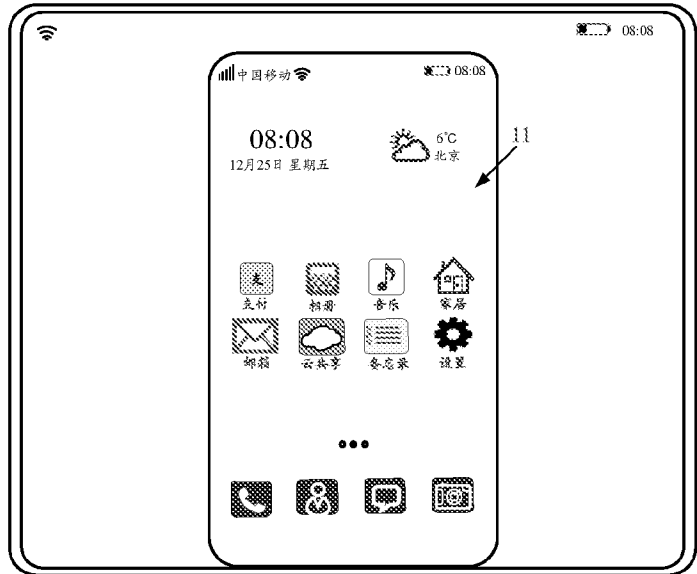 08:08
中国移动 08:08
11
08:08
6℃
12月25日 星期五
北京
支
支付 相册 音乐 家居
邮箱 云共享 备忘录 设置